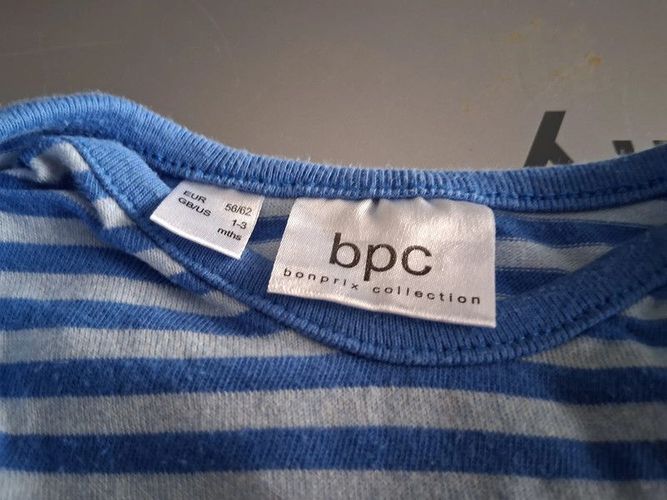 EUR 56/62
GB/US 1-3
mths
bpc
bonprix collection